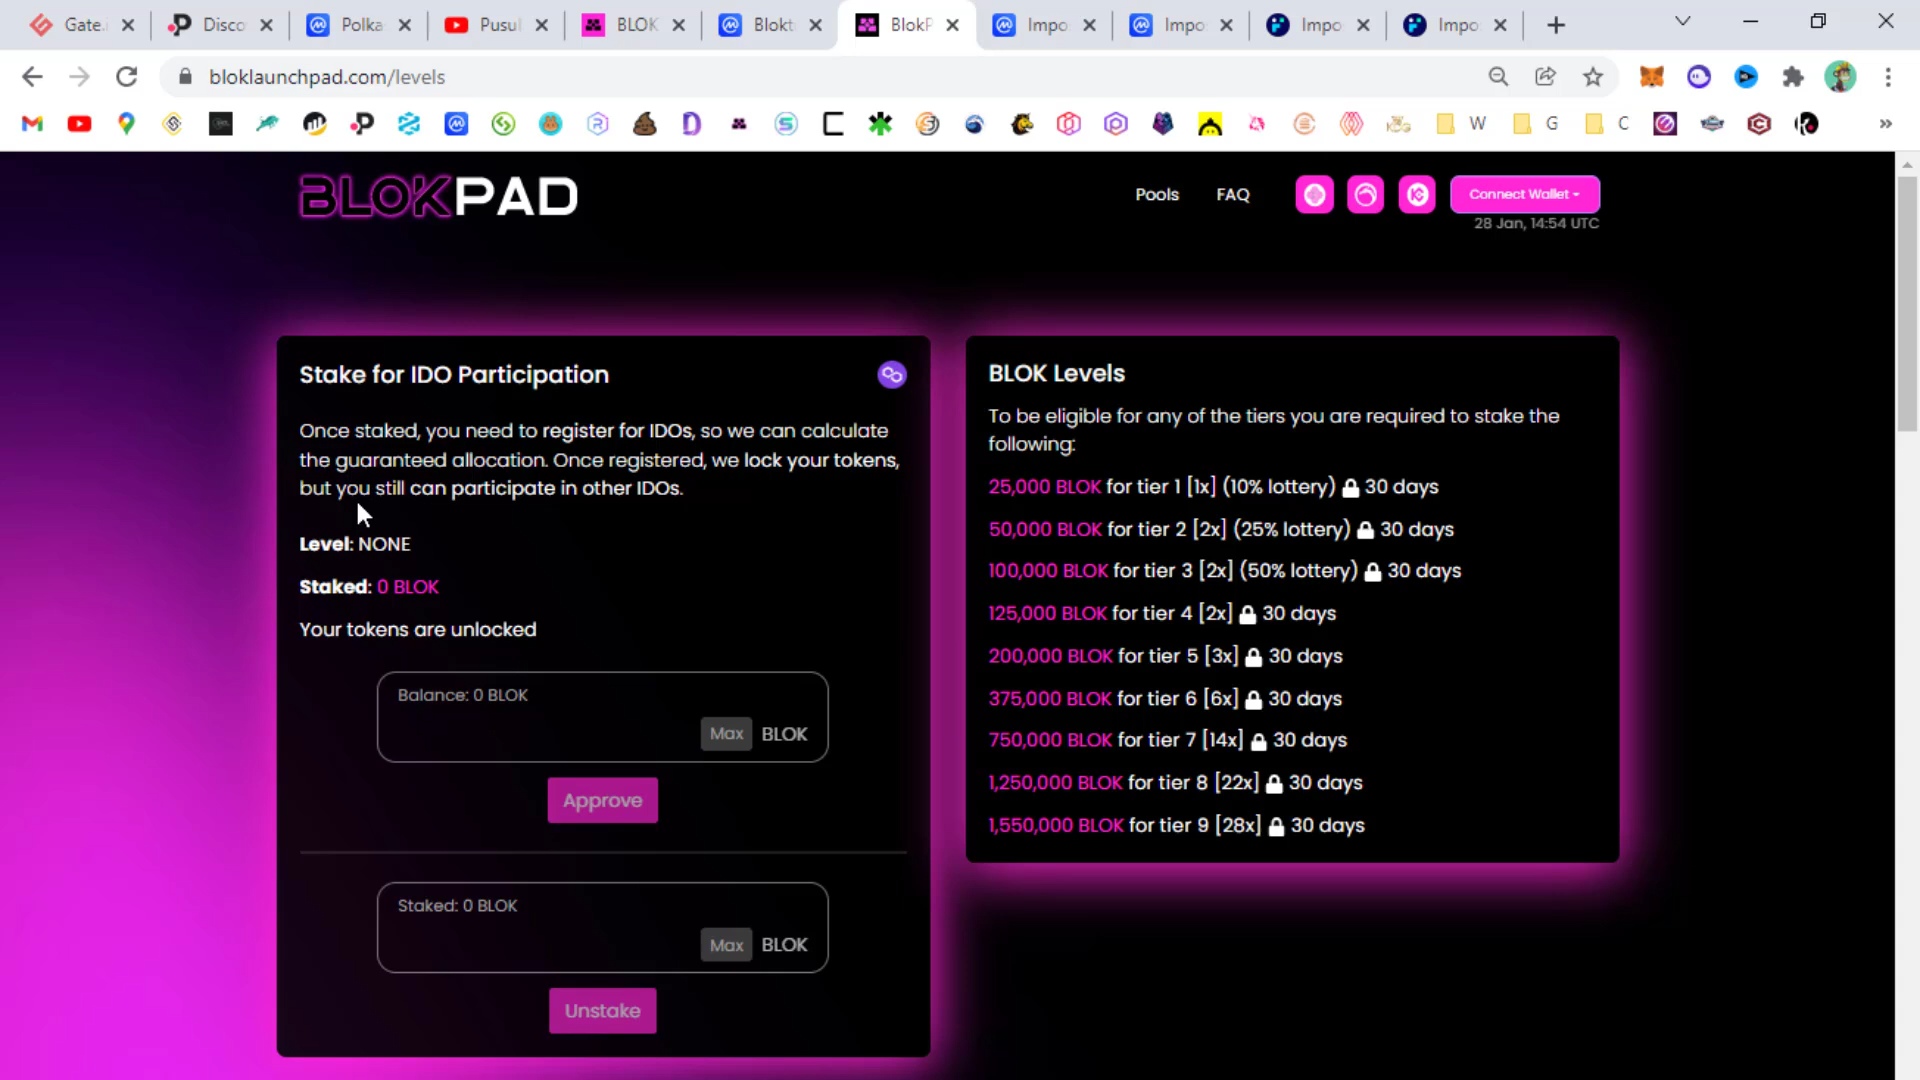 Gate.
Disco
Polka
Pusul
BLOK
Blokt
BlokP
Impo
Impo
Impo
Impo
bloklaunchpad.com/levels
W
G
C
BLOKPAD
Pools
FAQ
Connect Wallet
28 Jan, 14:54 UTC
Stake for IDO Participation
Once staked, you need to register for IDOs, so we can calculate
the guaranteed allocation. Once registered, we lock your tokens,
but you still can participate in other IDOs.
Level: NONE
Staked: 0 BLOK
Your tokens are unlocked
Balance: 0 BLOK
Max BLOK
Approve
Staked: 0 BLOK
Max BLOK
Unstake
BLOK Levels
To be eligible for any of the tiers you are required to stake the
following:
25,000 BLOK for tier 1 [1x] (10% lottery) 30 days
50,000 BLOK for tier 2 [2x] (25% lottery) 30 days
100,000 BLOK for tier 3 [2x] (50% lottery) 30 days
125,000 BLOK for tier 4 [2x] 30 days
200,000 BLOK for tier 5 [3x] 30 days
375,000 BLOK for tier 6 [6x] 30 days
750,000 BLOK for tier 7 [14x] 30 days
1,250,000 BLOK for tier 8 [22x] 30 days
1,550,000 BLOK for tier 9 [28x] 30 days